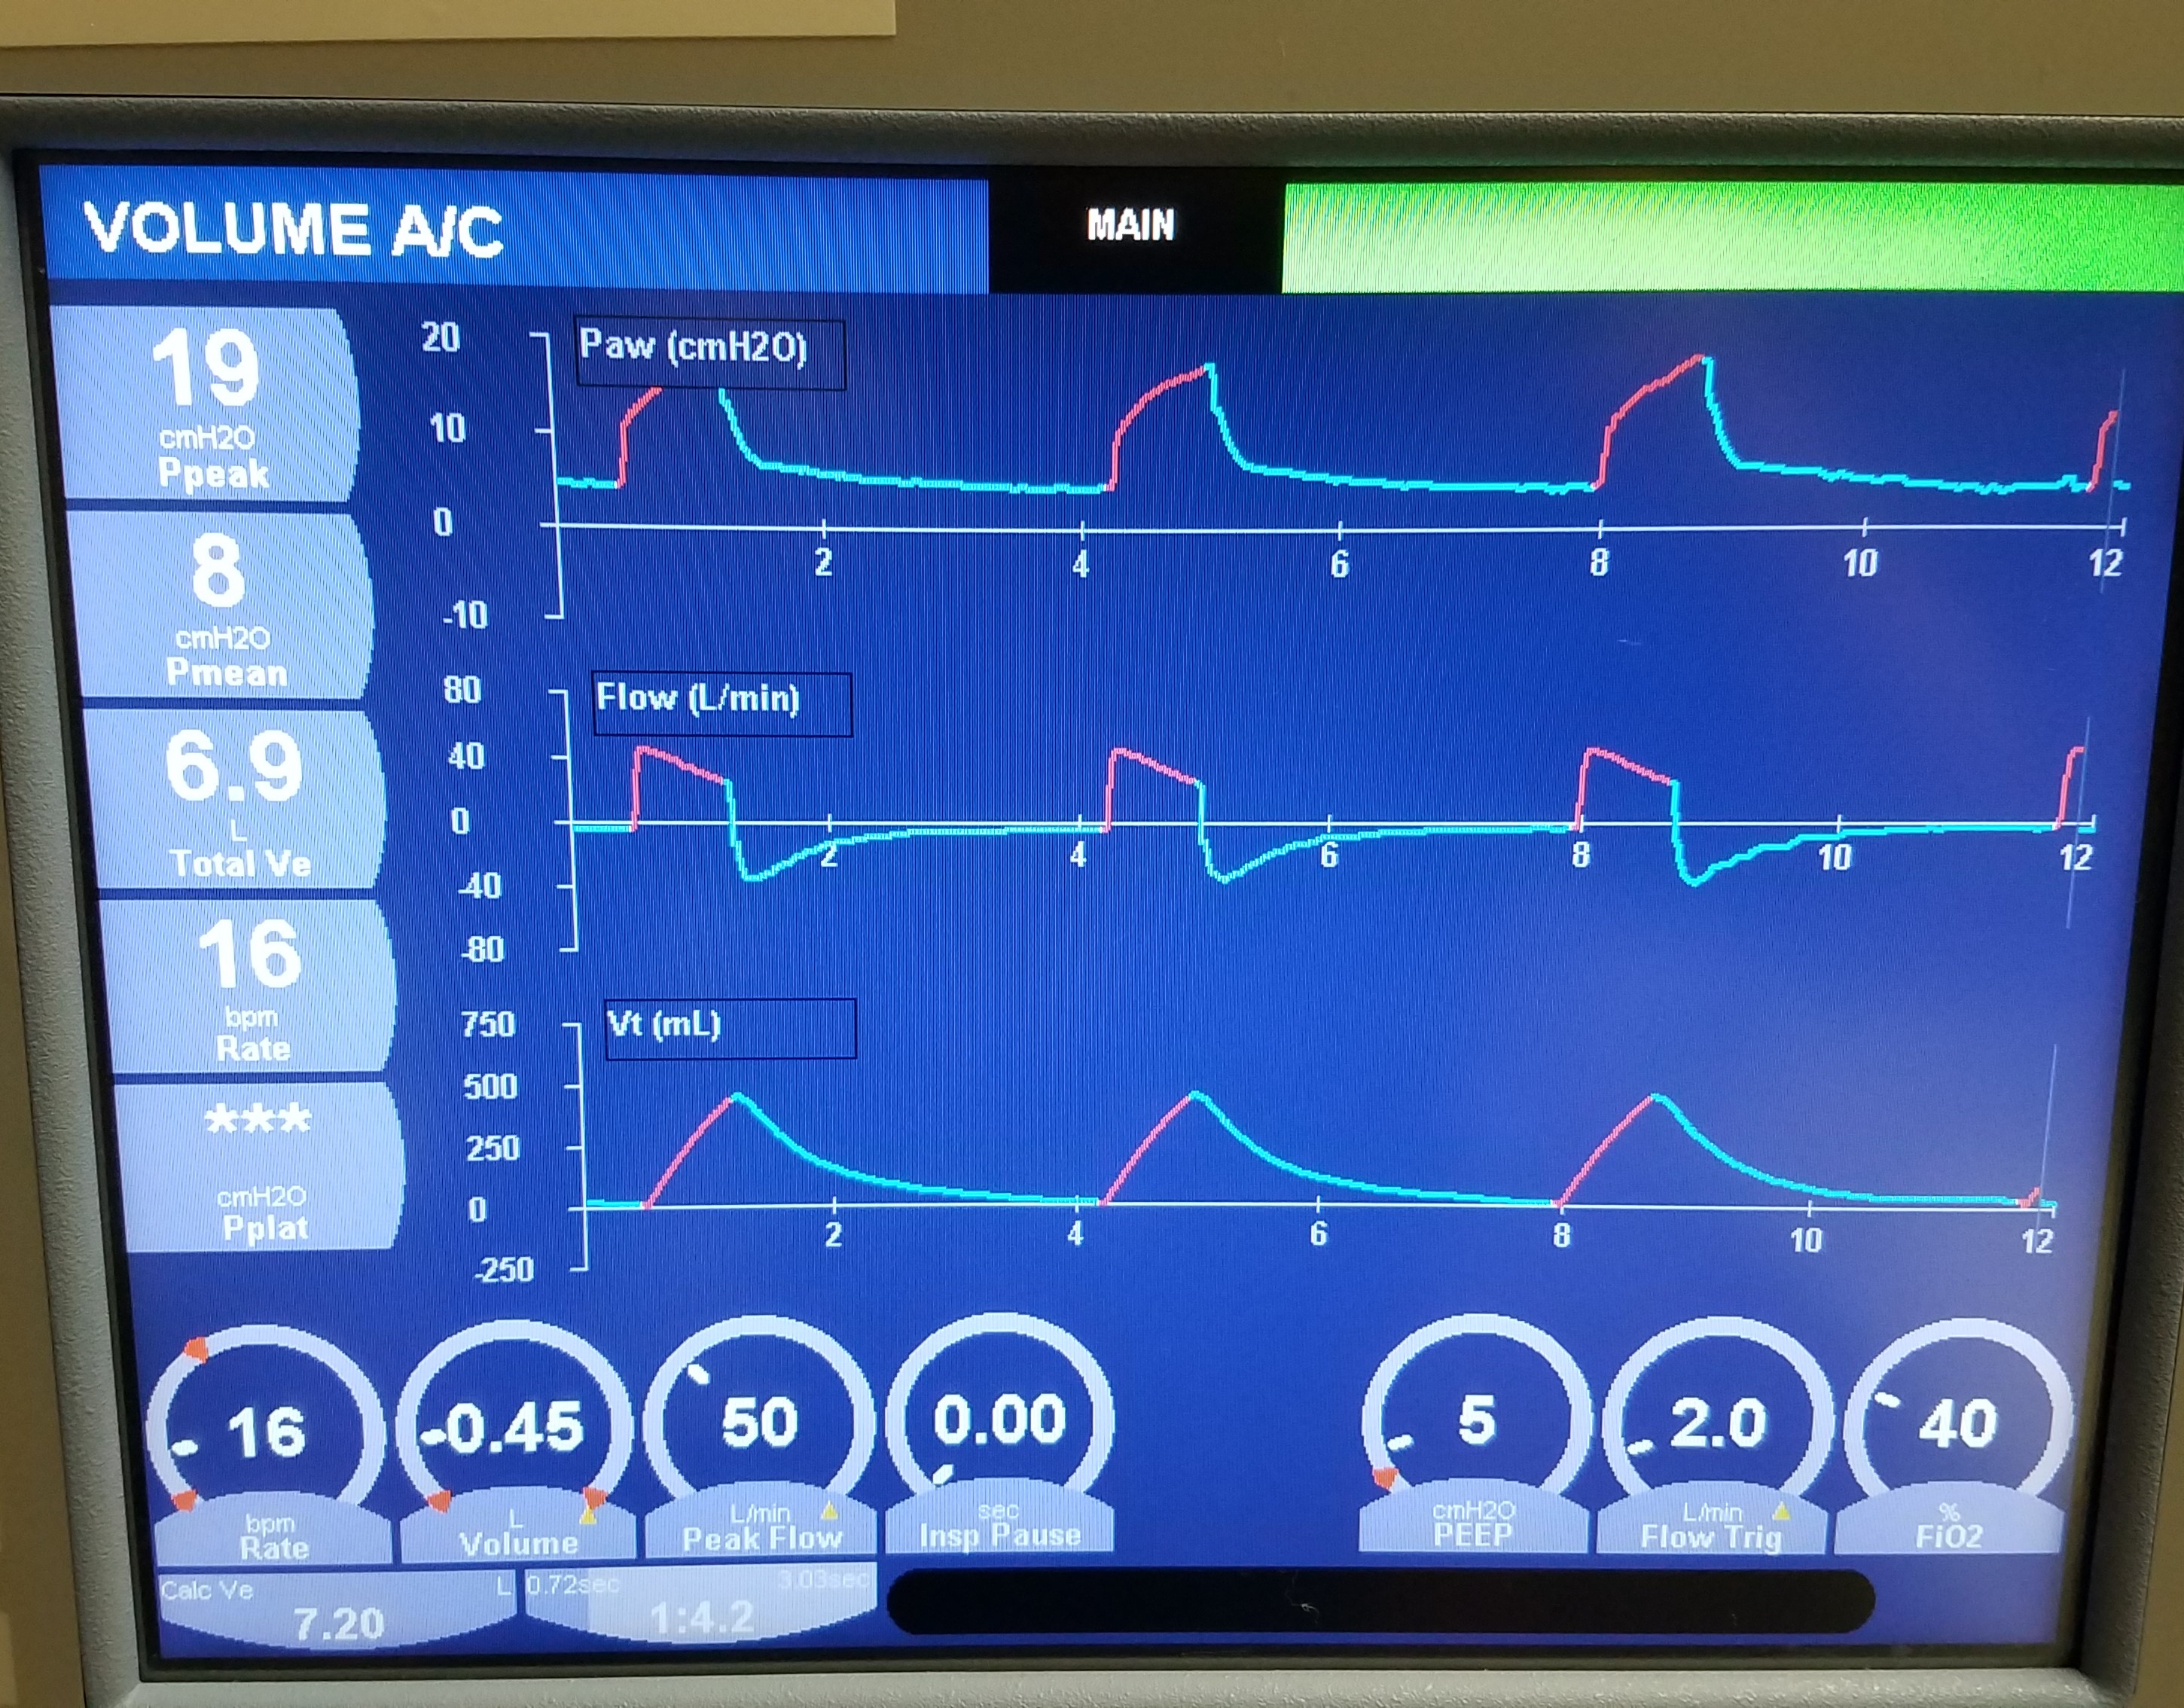 VOLUME A/C
MAIN
19
cmH2O
Ppeak
8
cmH2O
Pmean
6.9
L
Total Ve
16
bpm
Rate
***
cmH2O
Pplat
Paw (cmH2O)
20
10
0
-10
2 4 6 8 10 12
Flow (L/min)
80
40
0
-40
-80
2 4 6 8 10 12
Vt (mL)
750
500
250
0
-250
2 4 6 8 10 12
16
bpm
Rate
0.45
L
Volume
50
L/min
Peak Flow
0.00
sec
Insp Pause
5
cmH2O
PEEP
2.0
L/min
Flow Trig
40
%
FiO2
Calc Ve L
7.20
0.72sec 3.03sec
1:4.2